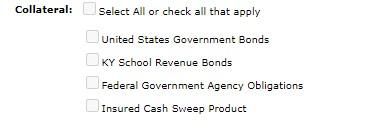 Collateral: Select All or check all that apply
United States Government Bonds
KY School Revenue Bonds
Federal Government Agency Obligations
Insured Cash Sweep Product